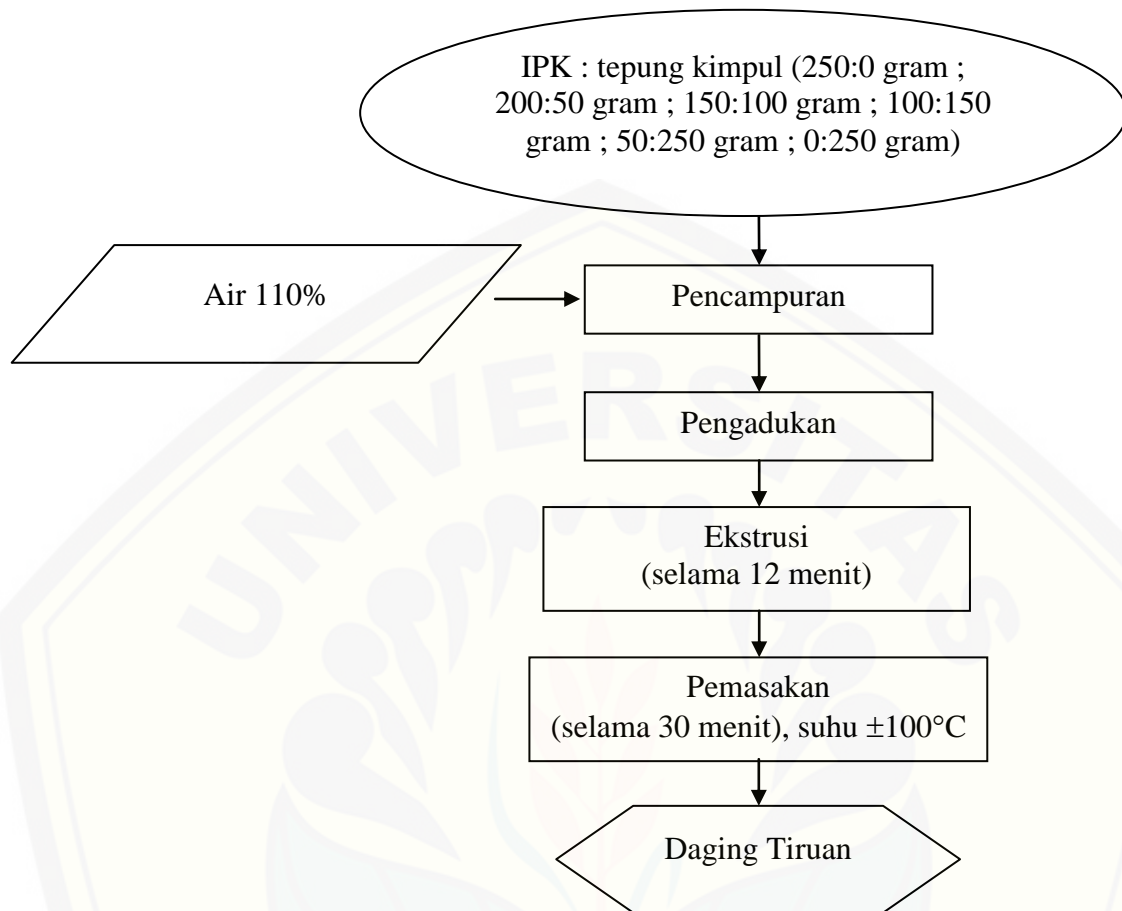 IPK : tepung kimpul (250:0 gram ;
200:50 gram ; 150:100 gram ; 100:150
gram ; 50:250 gram ; 0:250 gram)
Air 110%
Pencampuran
Pengadukan
Ekstrusi
(selama 12 menit)
Pemasakan
(selama 30 menit), suhu ±100°C
Daging Tiruan
UNIVERSITAS